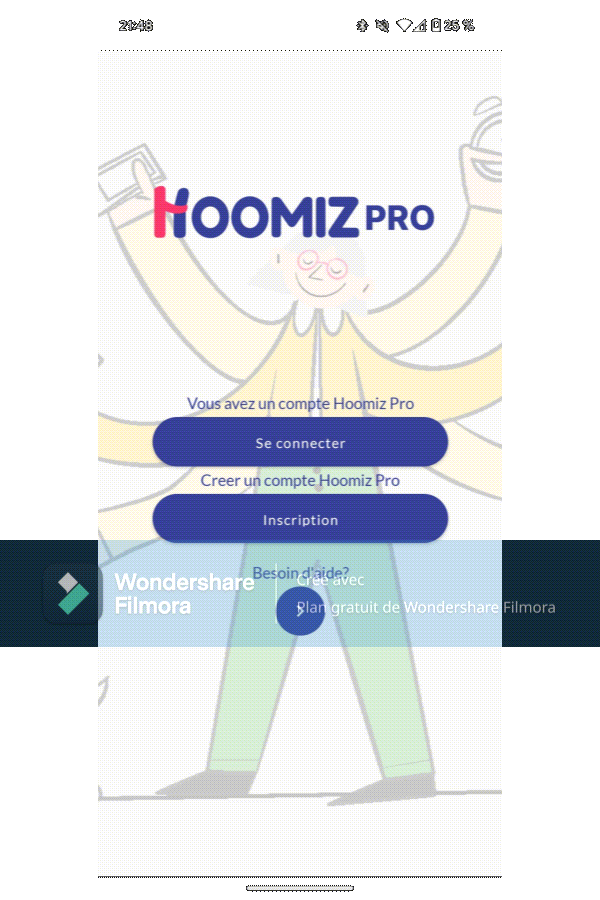 21:48
25 %
HOOMIZ PRO
Vous avez un compte Hoomiz Pro
Se connecter
Creer un compte Hoomiz Pro
Inscription
Besoin d'aide?
Wondershare
Filmora
Créé avec
Plan gratuit de Wondershare Filmora